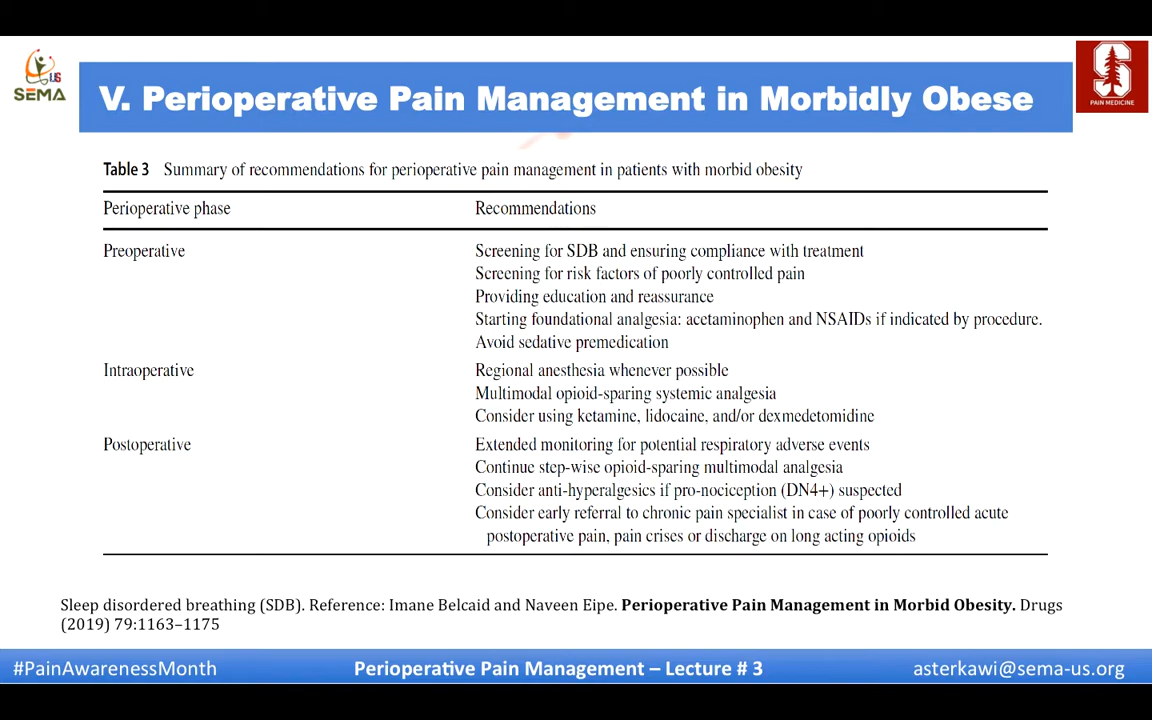 US
SEMA
V. Perioperative Pain Management in Morbidly Obese
S
PAIN MEDICINE
Table 3 Summary of recommendations for perioperative pain management in patients with morbid obesity
Perioperative phase Recommendations
Preoperative Screening for SDB and ensuring compliance with treatment
Screening for risk factors of poorly controlled pain
Providing education and reassurance
Starting foundational analgesia: acetaminophen and NSAIDs if indicated by procedure.
Avoid sedative premedication
Intraoperative Regional anesthesia whenever possible
Multimodal opioid-sparing systemic analgesia
Consider using ketamine, lidocaine, and/or dexmedetomidine
Postoperative Extended monitoring for potential respiratory adverse events
Continue step-wise opioid-sparing multimodal analgesia
Consider anti-hyperalgesics if pro-nociception (DN4+) suspected
Consider early referral to chronic pain specialist in case of poorly controlled acute
postoperative pain, pain crises or discharge on long acting opioids
Sleep disordered breathing (SDB). Reference: Imane Belcaid and Naveen Eipe. Perioperative Pain Management in Morbid Obesity. Drugs
(2019) 79:1163–1175
#PainAwarenessMonth Perioperative Pain Management – Lecture # 3 asterkawi@sema-us.org